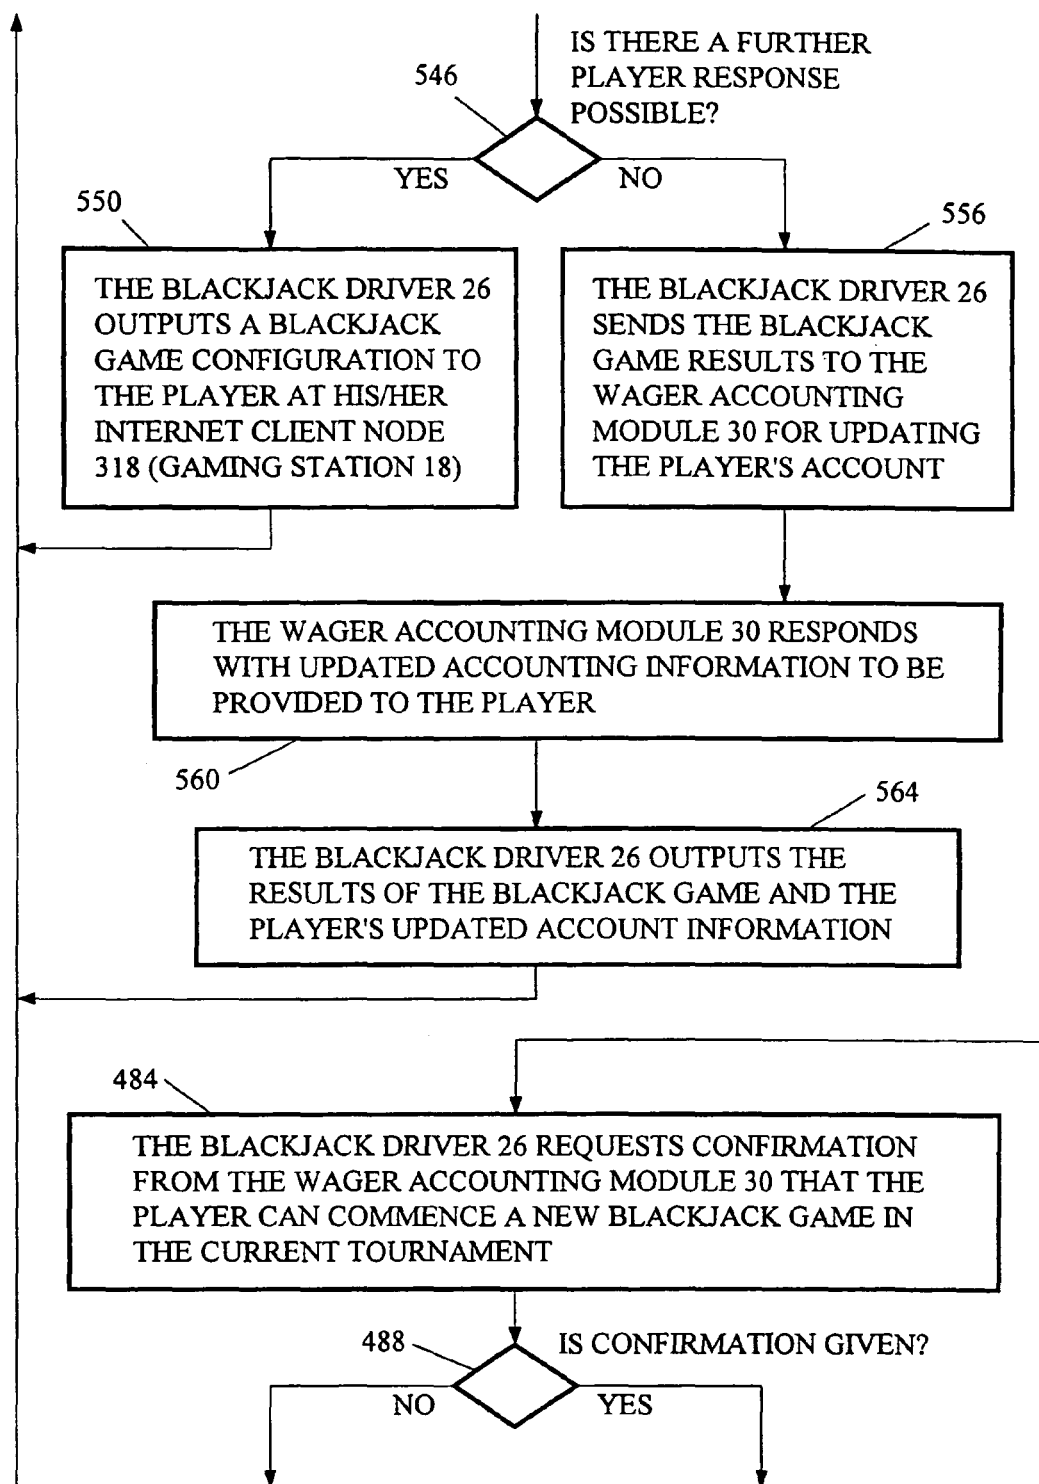 IS THERE A FURTHER
PLAYER RESPONSE
POSSIBLE?
546
YES
NO
550
556
THE BLACKJACK DRIVER 26
OUTPUTS A BLACKJACK
GAME CONFIGURATION TO
THE PLAYER AT HIS/HER
INTERNET CLIENT NODE
318 (GAMING STATION 18)
THE BLACKJACK DRIVER 26
SENDS THE BLACKJACK
GAME RESULTS TO THE
WAGER ACCOUNTING
MODULE 30 FOR UPDATING
THE PLAYER'S ACCOUNT
THE WAGER ACCOUNTING MODULE 30 RESPONDS
WITH UPDATED ACCOUNTING INFORMATION TO BE
PROVIDED TO THE PLAYER
560
564
THE BLACKJACK DRIVER 26 OUTPUTS THE
RESULTS OF THE BLACKJACK GAME AND THE
PLAYER'S UPDATED ACCOUNT INFORMATION
484
THE BLACKJACK DRIVER 26 REQUESTS CONFIRMATION
FROM THE WAGER ACCOUNTING MODULE 30 THAT THE
PLAYER CAN COMMENCE A NEW BLACKJACK GAME IN
THE CURRENT TOURNAMENT
488
IS CONFIRMATION GIVEN?
NO
YES